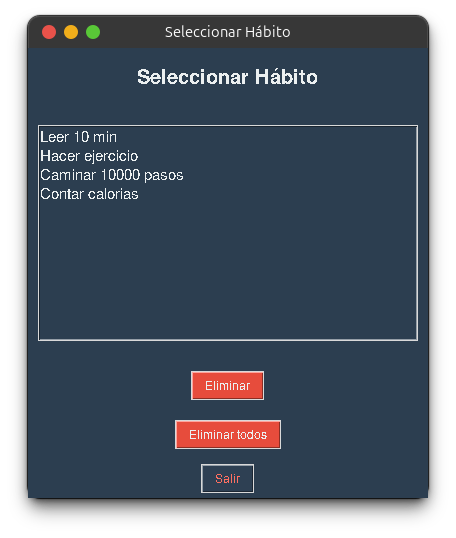 Seleccionar Hábito
Seleccionar Hábito
Leer 10 min
Hacer ejercicio
Caminar 10000 pasos
Contar calorias
Eliminar
Eliminar todos
Salir